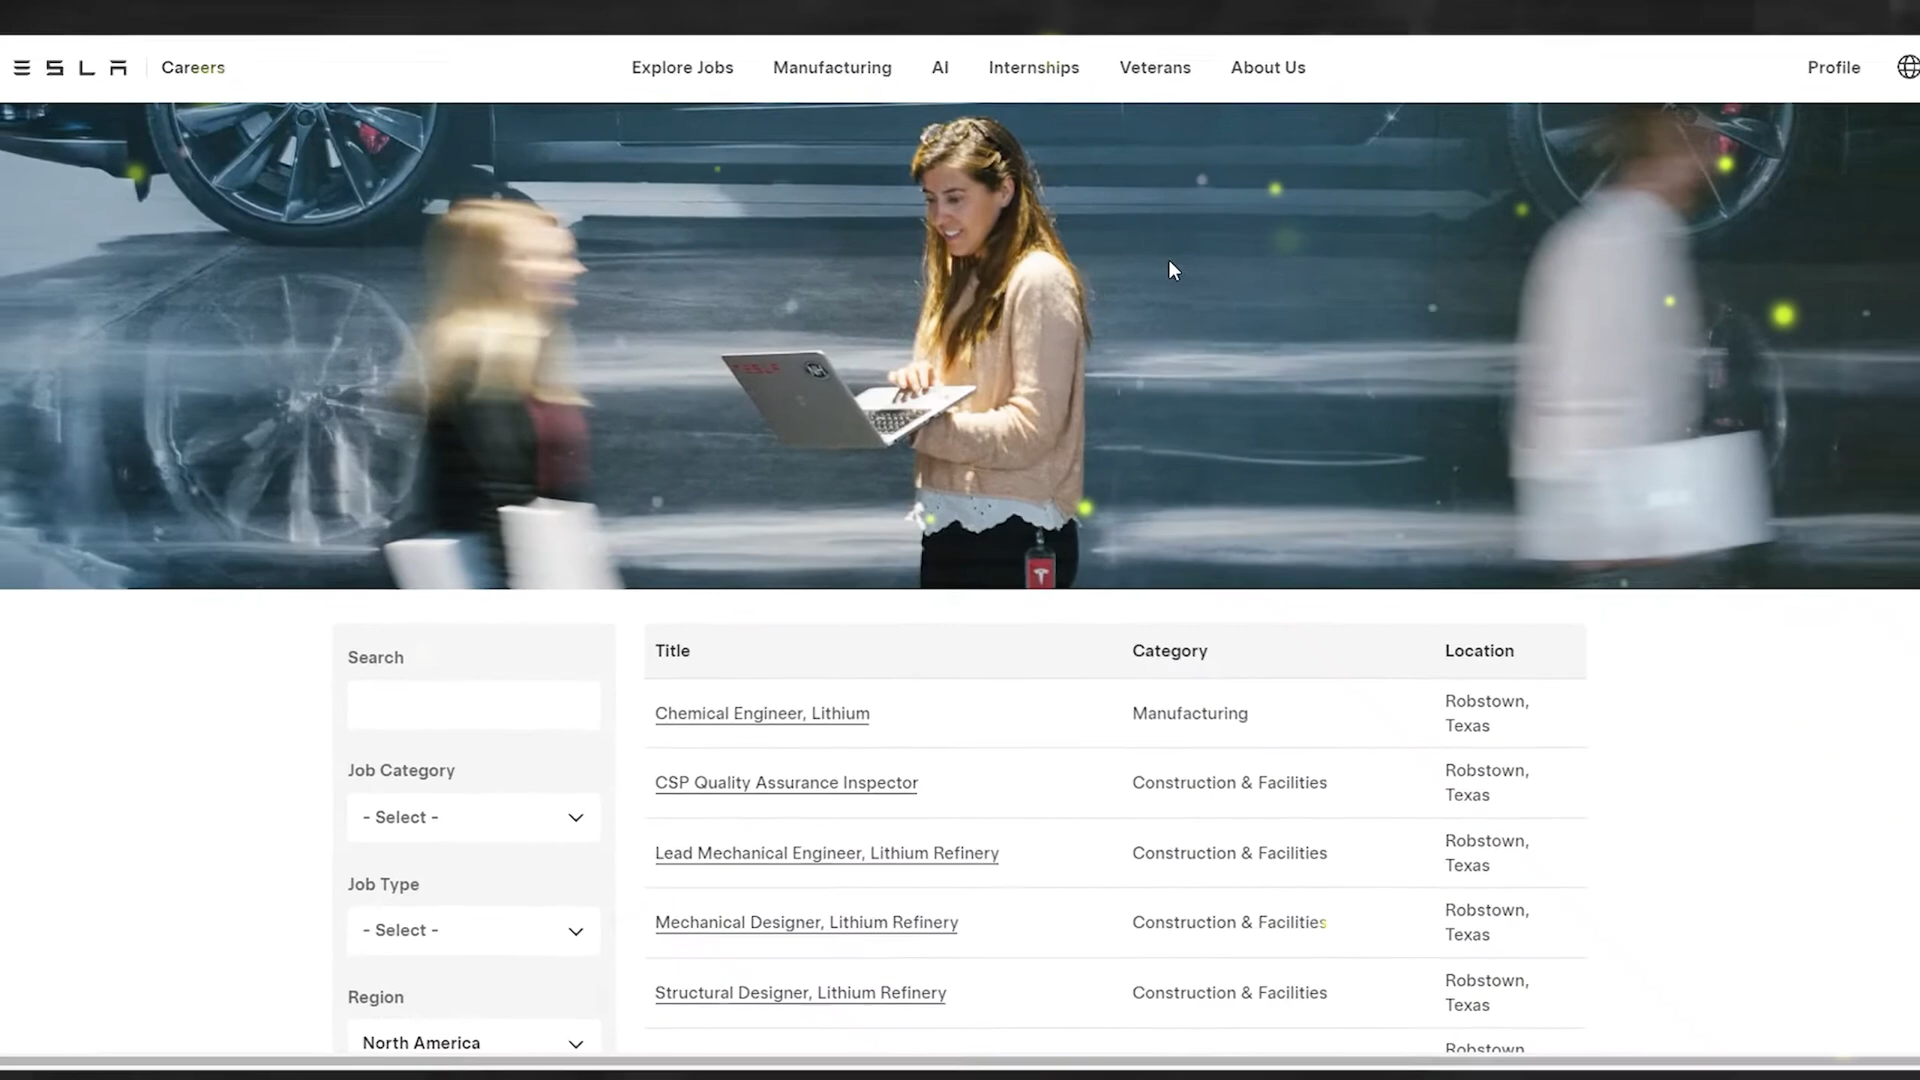 ESLA Careers
Explore Jobs Manufacturing AI Internships Veterans About Us
Profile
TESLA
Search
Job Category
- Select -
Job Type
- Select -
Region
North America
Title Category Location
Chemical Engineer, Lithium Manufacturing Robstown, Texas
CSP Quality Assurance Inspector Construction & Facilities Robstown, Texas
Lead Mechanical Engineer, Lithium Refinery Construction & Facilities Robstown, Texas
Mechanical Designer, Lithium Refinery Construction & Facilities Robstown, Texas
Structural Designer, Lithium Refinery Construction & Facilities Robstown, Texas
Robstown,